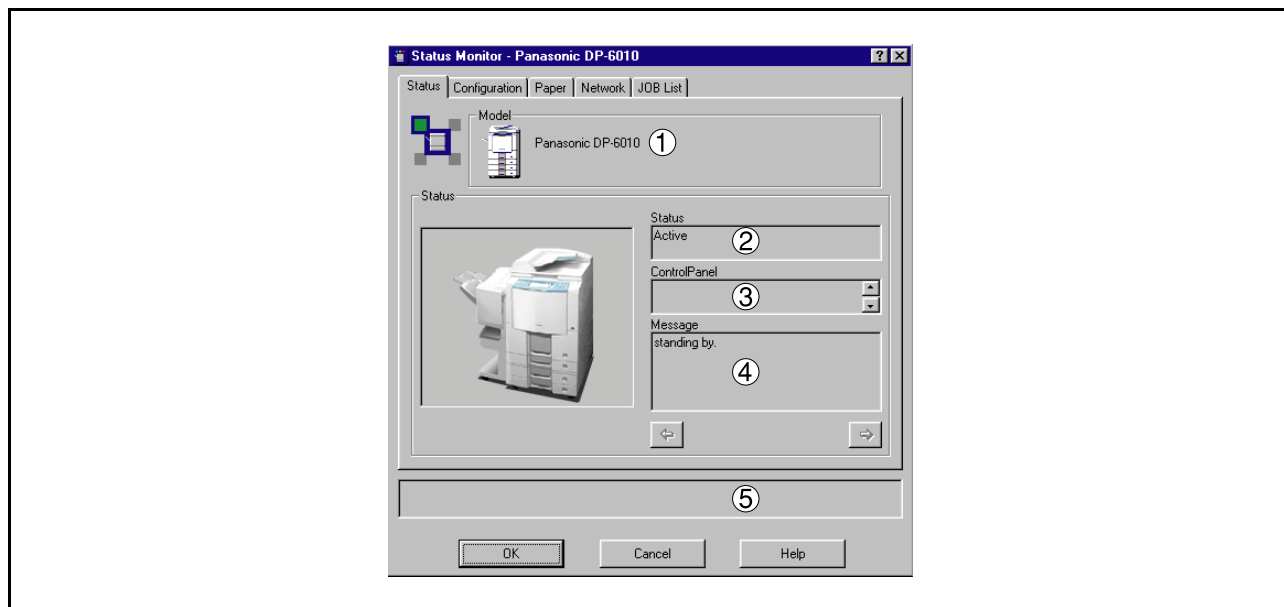 Status Monitor - Panasonic DP-6010
Status Configuration Paper Network JOB List
Model
Panasonic DP-6010 ①
Status
Status
Active ②
ControlPanel
③
Message
standing by.
④
⑤
OK Cancel Help